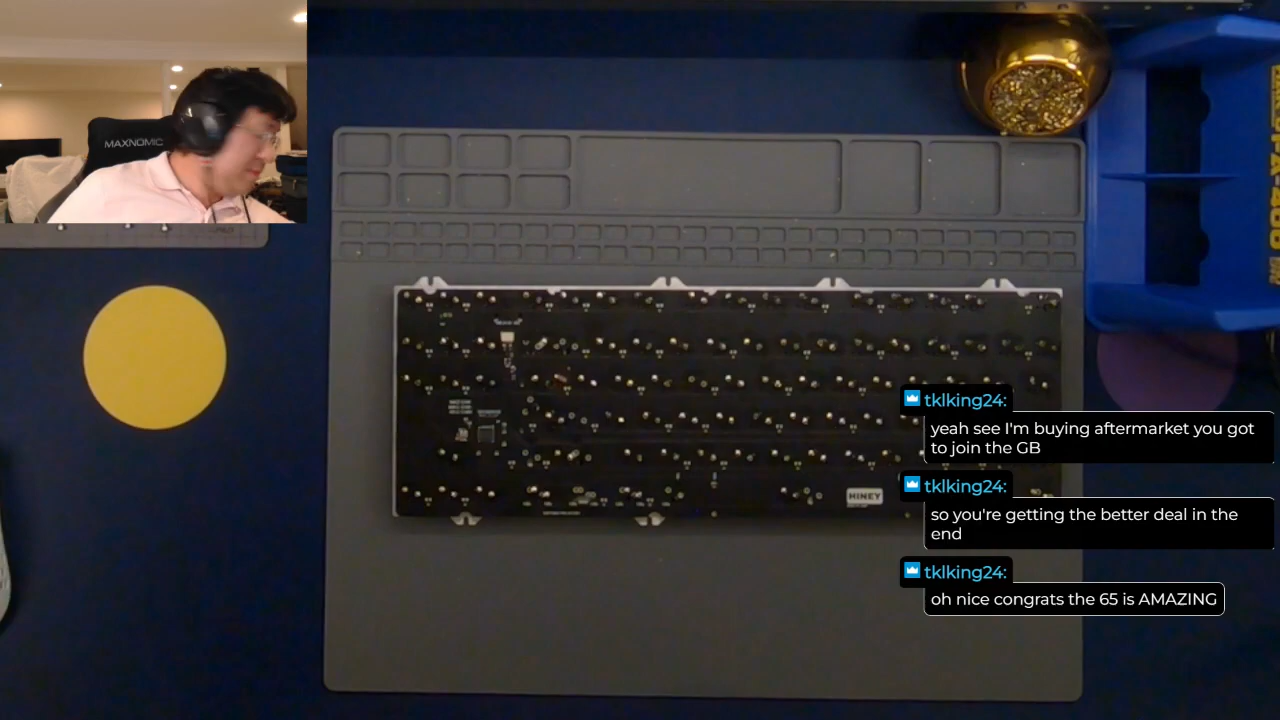 MAXNOMIC
HINEY
tklking24:
yeah see I'm buying aftermarket you got
to join the GB
tklking24:
so you're getting the better deal in the
end
tklking24:
oh nice congrats the 65 is AMAZING